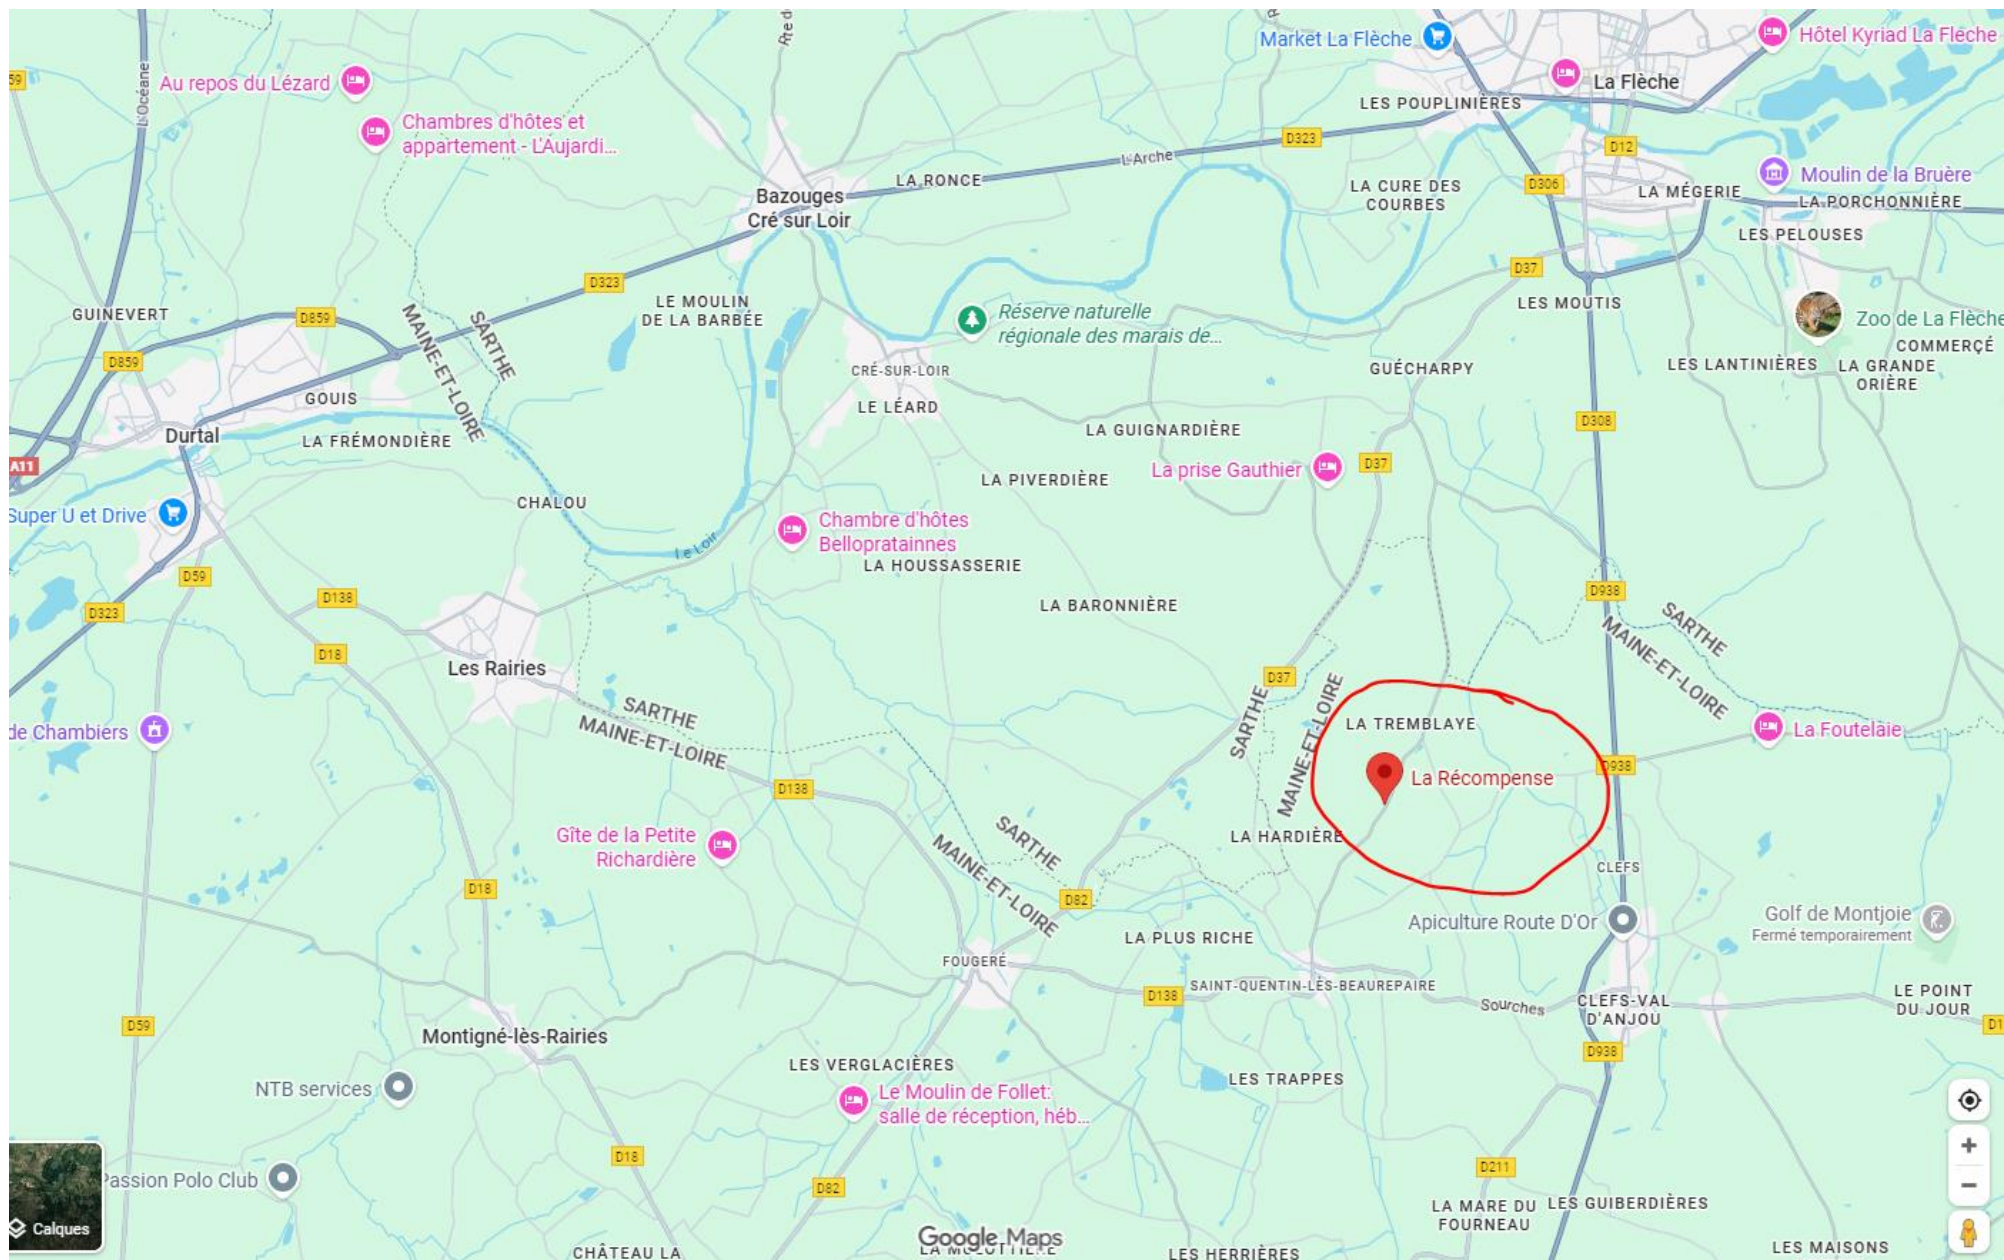 59
L'Océane
Rte d
R
Market La Flèche
Hôtel Kyriad La Flèche
Au repos du Lézard
La Flèche
Chambres d'hôtes et
appartement - L'Aujardi...
LES POUPLINIÈRES
D323
D12
L'Arche
LA RONCE
Bazouges
Cré sur Loir
LA CURE DES
COURBES
D306
LA MÉGERIE
Moulin de la Bruère
LA PORCHONNIÈRE
LES PELOUSES
D37
D323
LE MOULIN
DE LA BARBÉE
GUINEVERT
D859
MAINE-ET-LOIRE
SARTHE
Réserve naturelle
régionale des marais de...
LES MOUTIS
Zoo de La Flèche
COMMERCÉ
D859
CRÉ-SUR-LOIR
GUÉCHARPY
LES LANTINIÈRES
LA GRANDE
ORIÈRE
GOUIS
LE LÉARD
D308
Durtal
LA FRÉMONDIÈRE
LA GUIGNARDIÈRE
A11
La prise Gauthier
D37
LA PIVERDIÈRE
CHALOU
Super U et Drive
Chambre d'hôtes
Bellopratainnes
Le Loir
LA HOUSSASSERIE
D59
D138
D323
LA BARONNIÈRE
D938
SARTHE
MAINE-ET-LOIRE
D18
Les Rairies
D37
SARTHE
MAINE-ET-LOIRE
SARTHE
MAINE-ET-LOIRE
LA TREMBLAYE
de Chambiers
La Foutelaie
D938
La Récompense
D138
Gîte de la Petite
Richardière
SARTHE
MAINE-ET-LOIRE
LA HARDIÈRE
CLEFS
D18
D82
Apiculture Route D'Or
Golf de Montjoie
Fermé temporairement
LA PLUS RICHE
FOUGERÉ
D138
SAINT-QUENTIN-LÈS-BEAUREPAIRE
Sourches
CLEFS-VAL
D'ANJOU
LE POINT
DU JOUR
D1
D59
Montigné-lès-Rairies
D938
LES VERGLACIÈRES
LES TRAPPES
NTB services
Le Moulin de Follet:
salle de réception, héb...
D18
D211
Passion Polo Club
D82
LA MARE DU
FOURNEAU
LES GUIBERDIÈRES
Calques
Google Maps
CHÂTEAU LA
LES HERRIÈRES
LES MAISONS